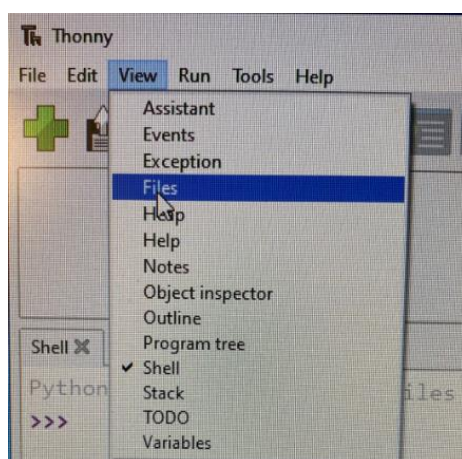 Thonny
File Edit View Run Tools Help
Assistant
Events
Exception
Files
Heap
Help
Notes
Object inspector
Outline
Program tree
Shell
Shell
Python iles
Stack
>>>
TODO
Variables